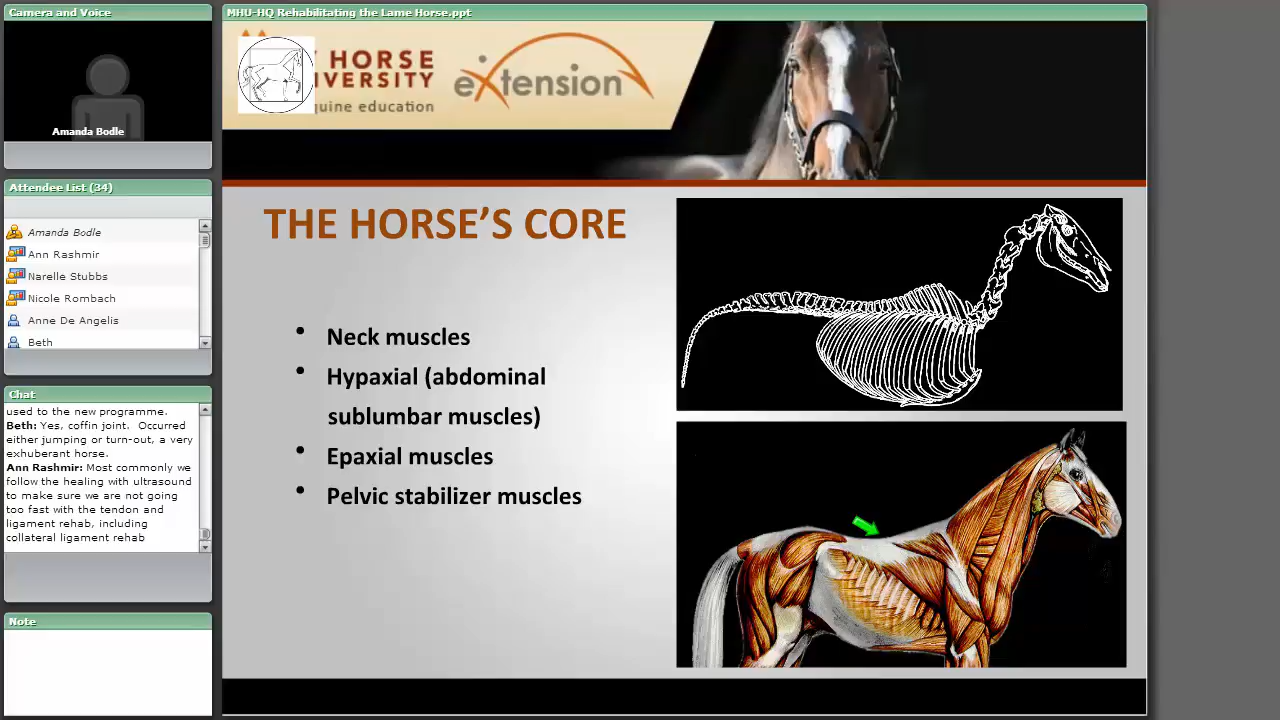 Camera and Voice
Amanda Bodle
Attendee List (34)
Amanda Bodle
Ann Rashmir
Narelle Stubbs
Nicole Rombach
Anne De Angelis
Beth
Chat
used to the new programme.
Beth: Yes, coffin joint. Occurred
either jumping or turn-out, a very
exhuberant horse.
Ann Rashmir: Most commonly we
follow the healing with ultrasound
to make sure we are not going
too fast with the tendon and
ligament rehab, including
collateral ligament rehab
Note
MHU-HQ Rehabilitating the Lame Horse.ppt
HORSE
eXtension
THE HORSE'S CORE
• Neck muscles
• Hypaxial (abdominal
sublumbar muscles)
• Epaxial muscles
• Pelvic stabilizer muscles
education